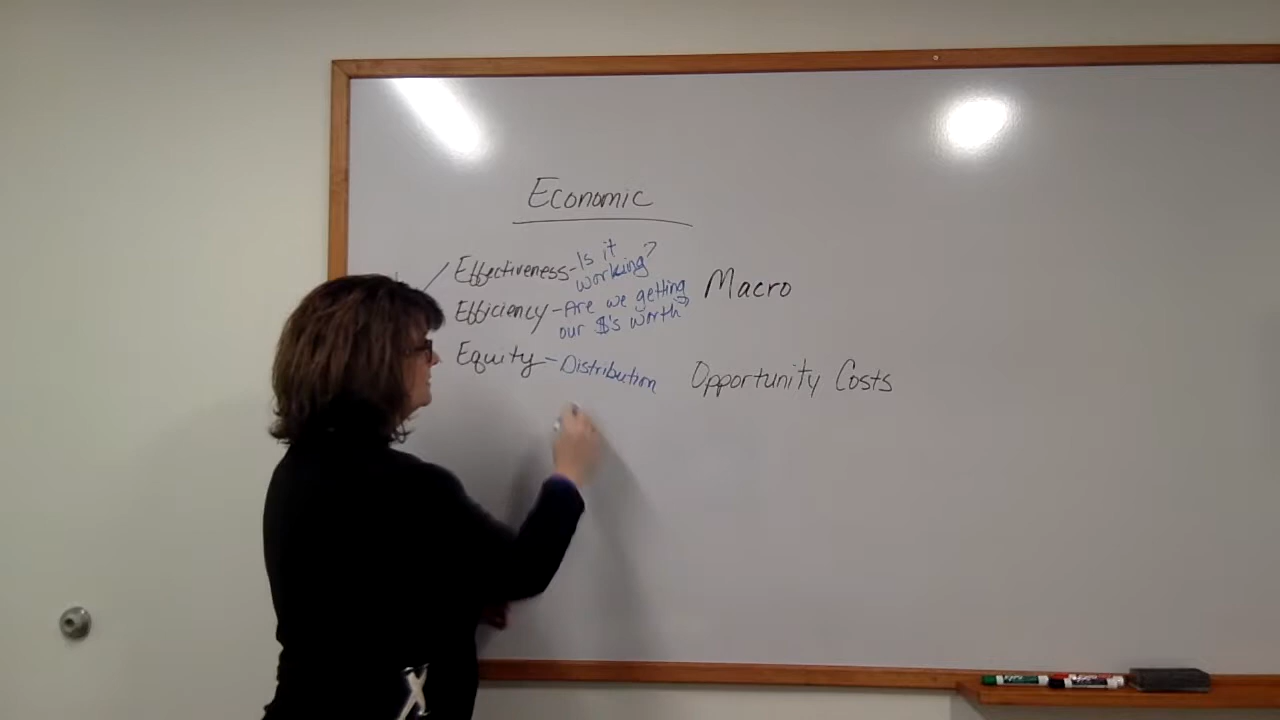 Economic
Effectiveness - Is it
working?
Efficiency - Are we getting
our $'s worth?
Macro
Equity - Distribution
Opportunity Costs